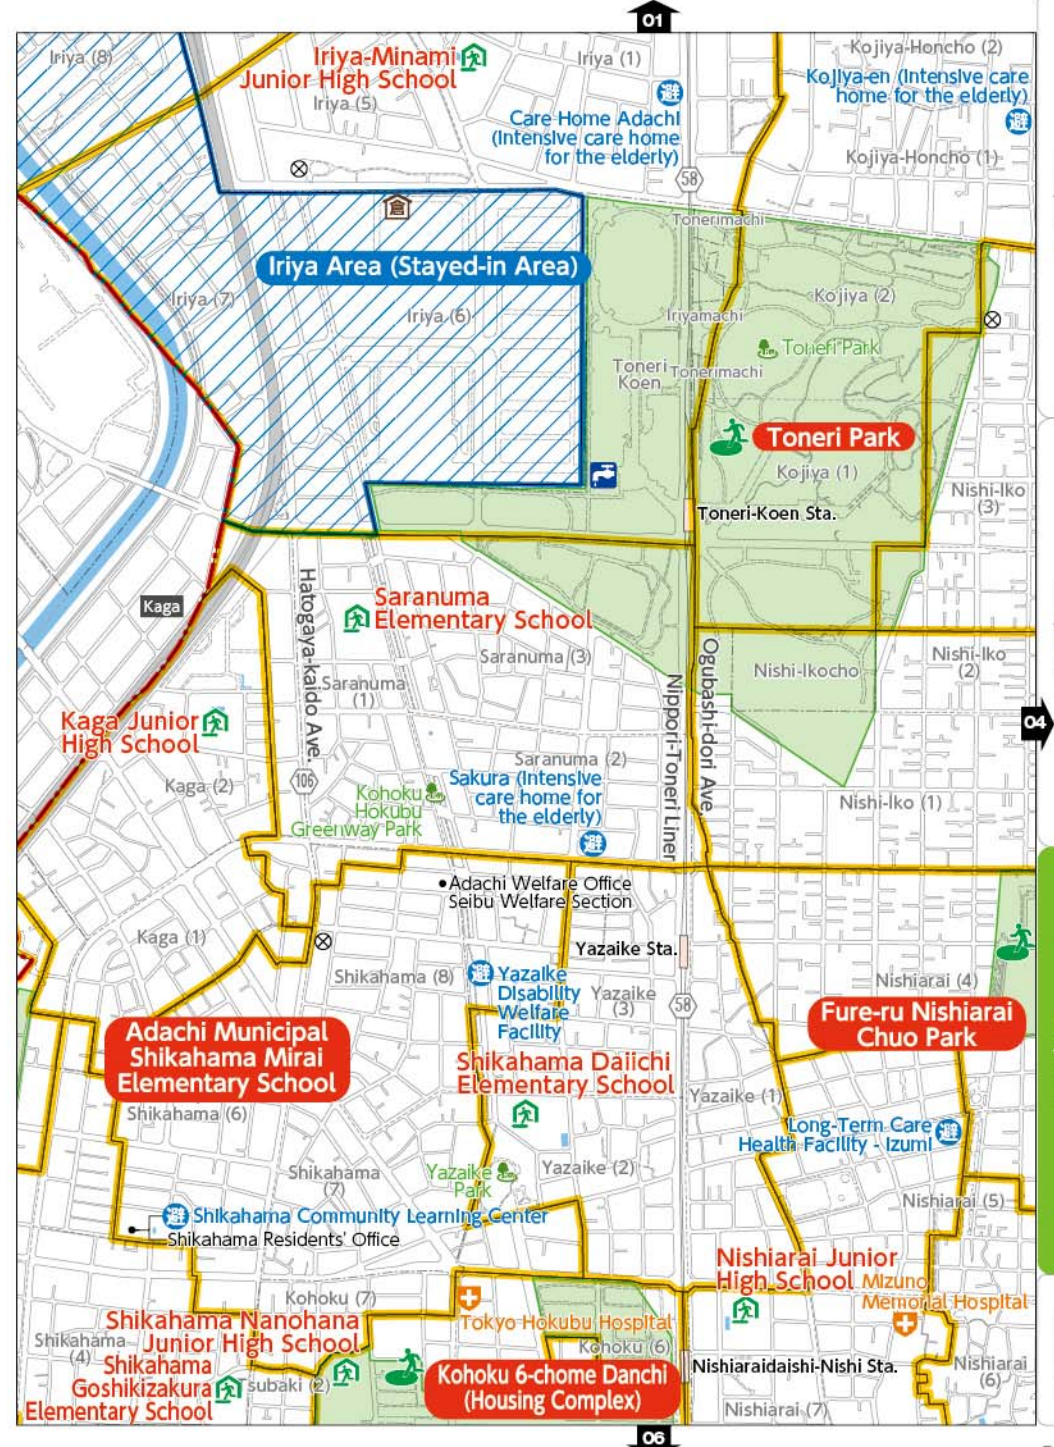 01
Iriya (8)
Iriya-Minami
Junior High School
Iriya (1)
Kojiya-Honcho (2)
Kojiya-en (Intensive care
home for the elderly)
避
避
Iriya (5)
Care Home Adachi
(Intensive care home
for the elderly)
Kojiya-Honcho (1)
58
倉
Tonerimachi
Iriya Area (Stayed-in Area)
Iriya (7)
Iriya (6)
Kojiya (2)
Iriyamachi
Toneri Park
Toneri
Koen
Tonerimachi
Toneri Park
Kojiya (1)
Nishi-Iko
(3)
Toneri-Koen Sta.
Kaga
Hatogaya-kaido Ave.
Saranuma
Elementary School
Saranuma (3)
Nishi-Ikocho
Nishi-Iko
(2)
Saranuma
(1)
Nippori-Toneri Liner
Ogubashi-dori Ave.
Kaga Junior
High School
04
Kaga (2)
106
Saranuma (2)
Sakura (Intensive
care home for
the elderly)
避
Kohoku
Hokubu
Greenway Park
Nishi-Iko (1)
Adachi Welfare Office
Seibu Welfare Section
Kaga (1)
Yazaike Sta.
Shikahama (8)
避
Yazaike
Disability
Welfare
Facility
Yazaike
(3)
58
Nishiarai (4)
Fure-ru Nishiarai
Chuo Park
Adachi Municipal
Shikahama Mirai
Elementary School
Shikahama Daiichi
Elementary School
Shikahama (6)
Yazaike (1)
Long-Term Care
Health Facility - Izumi
避
Shikahama
(7)
Yazaike
Park
Yazaike (2)
Nishiarai (5)
避
Shikahama Community Learning Center
Shikahama Residents' Office
Nishiarai Junior
High School
Mizuno
Memorial Hospital
Kohoku (7)
Shikahama Nanohana
Junior High School
Tokyo Hokubu Hospital
Kohoku (6)
Shikahama
(4)
Shikahama
Goshikizakura
Elementary School
Tsubaki (2)
Kohoku 6-chome Danchi
(Housing Complex)
Nishiaraidaishi-Nishi Sta.
Nishiarai
(6)
Nishiarai (7)
06